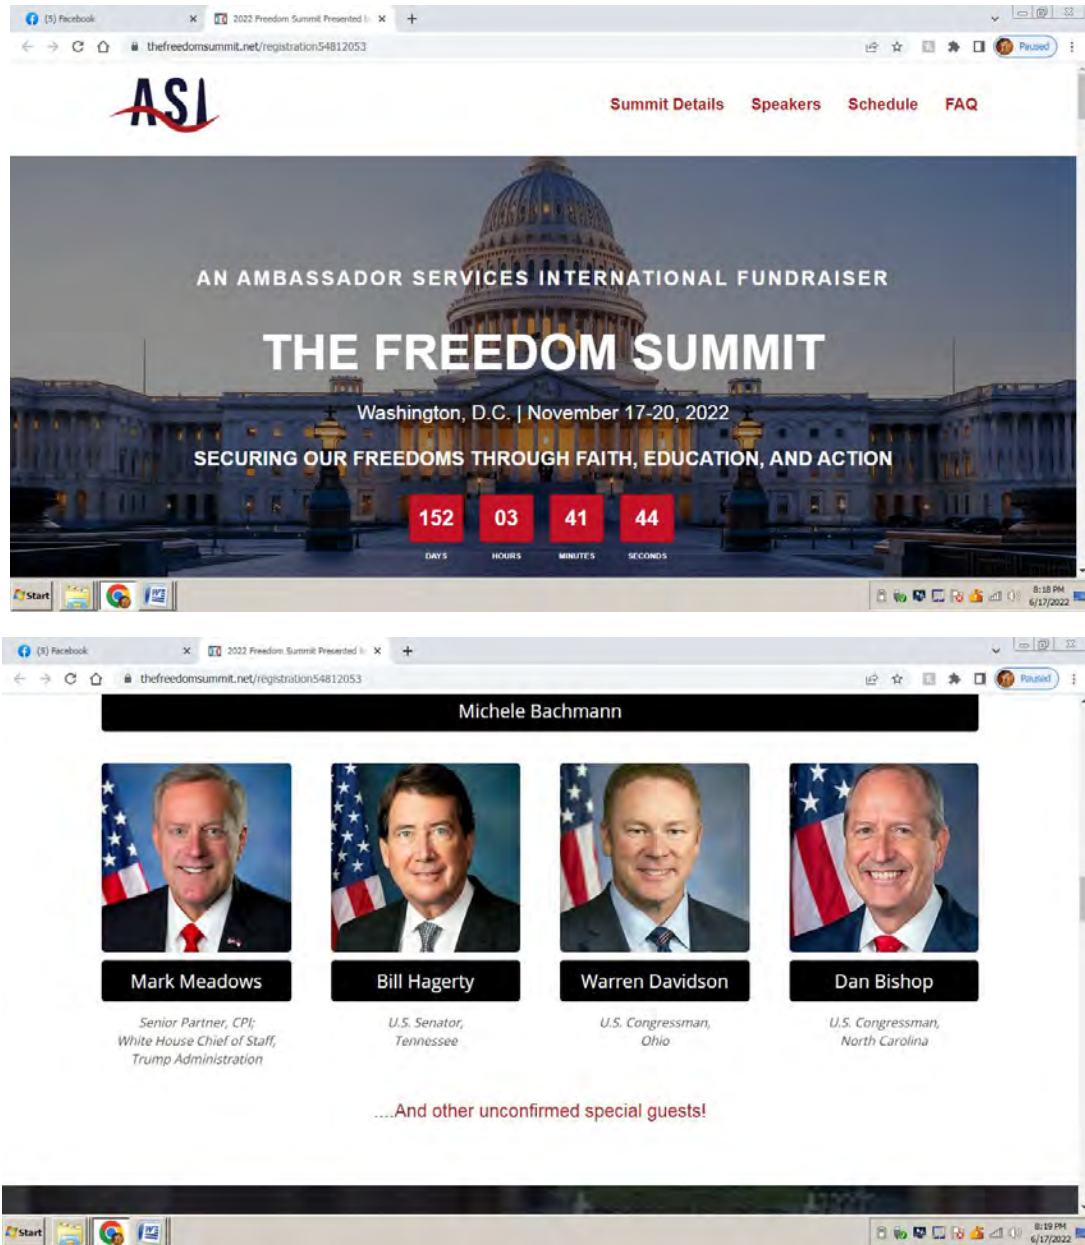 (5) Facebook
2022 Freedom Summit Presented b
thefreedomsummit.net/registration54812053
Paused
ASI
Summit Details Speakers Schedule FAQ
AN AMBASSADOR SERVICES INTERNATIONAL FUNDRAISER
THE FREEDOM SUMMIT
Washington, D.C. | November 17-20, 2022
SECURING OUR FREEDOMS THROUGH FAITH, EDUCATION, AND ACTION
152 03 41 44
DAYS HOURS MINUTES SECONDS
Start
8:18 PM
6/17/2022
(5) Facebook
2022 Freedom Summit Presented b
thefreedomsummit.net/registration54812053
Paused
Michele Bachmann
Mark Meadows Bill Hagerty Warren Davidson Dan Bishop
Senior Partner, CPI; U.S. Senator, U.S. Congressman, U.S. Congressman,
White House Chief of Staff, Tennessee Ohio North Carolina
Trump Administration
....And other unconfirmed special guests!
Start
8:19 PM
6/17/2022